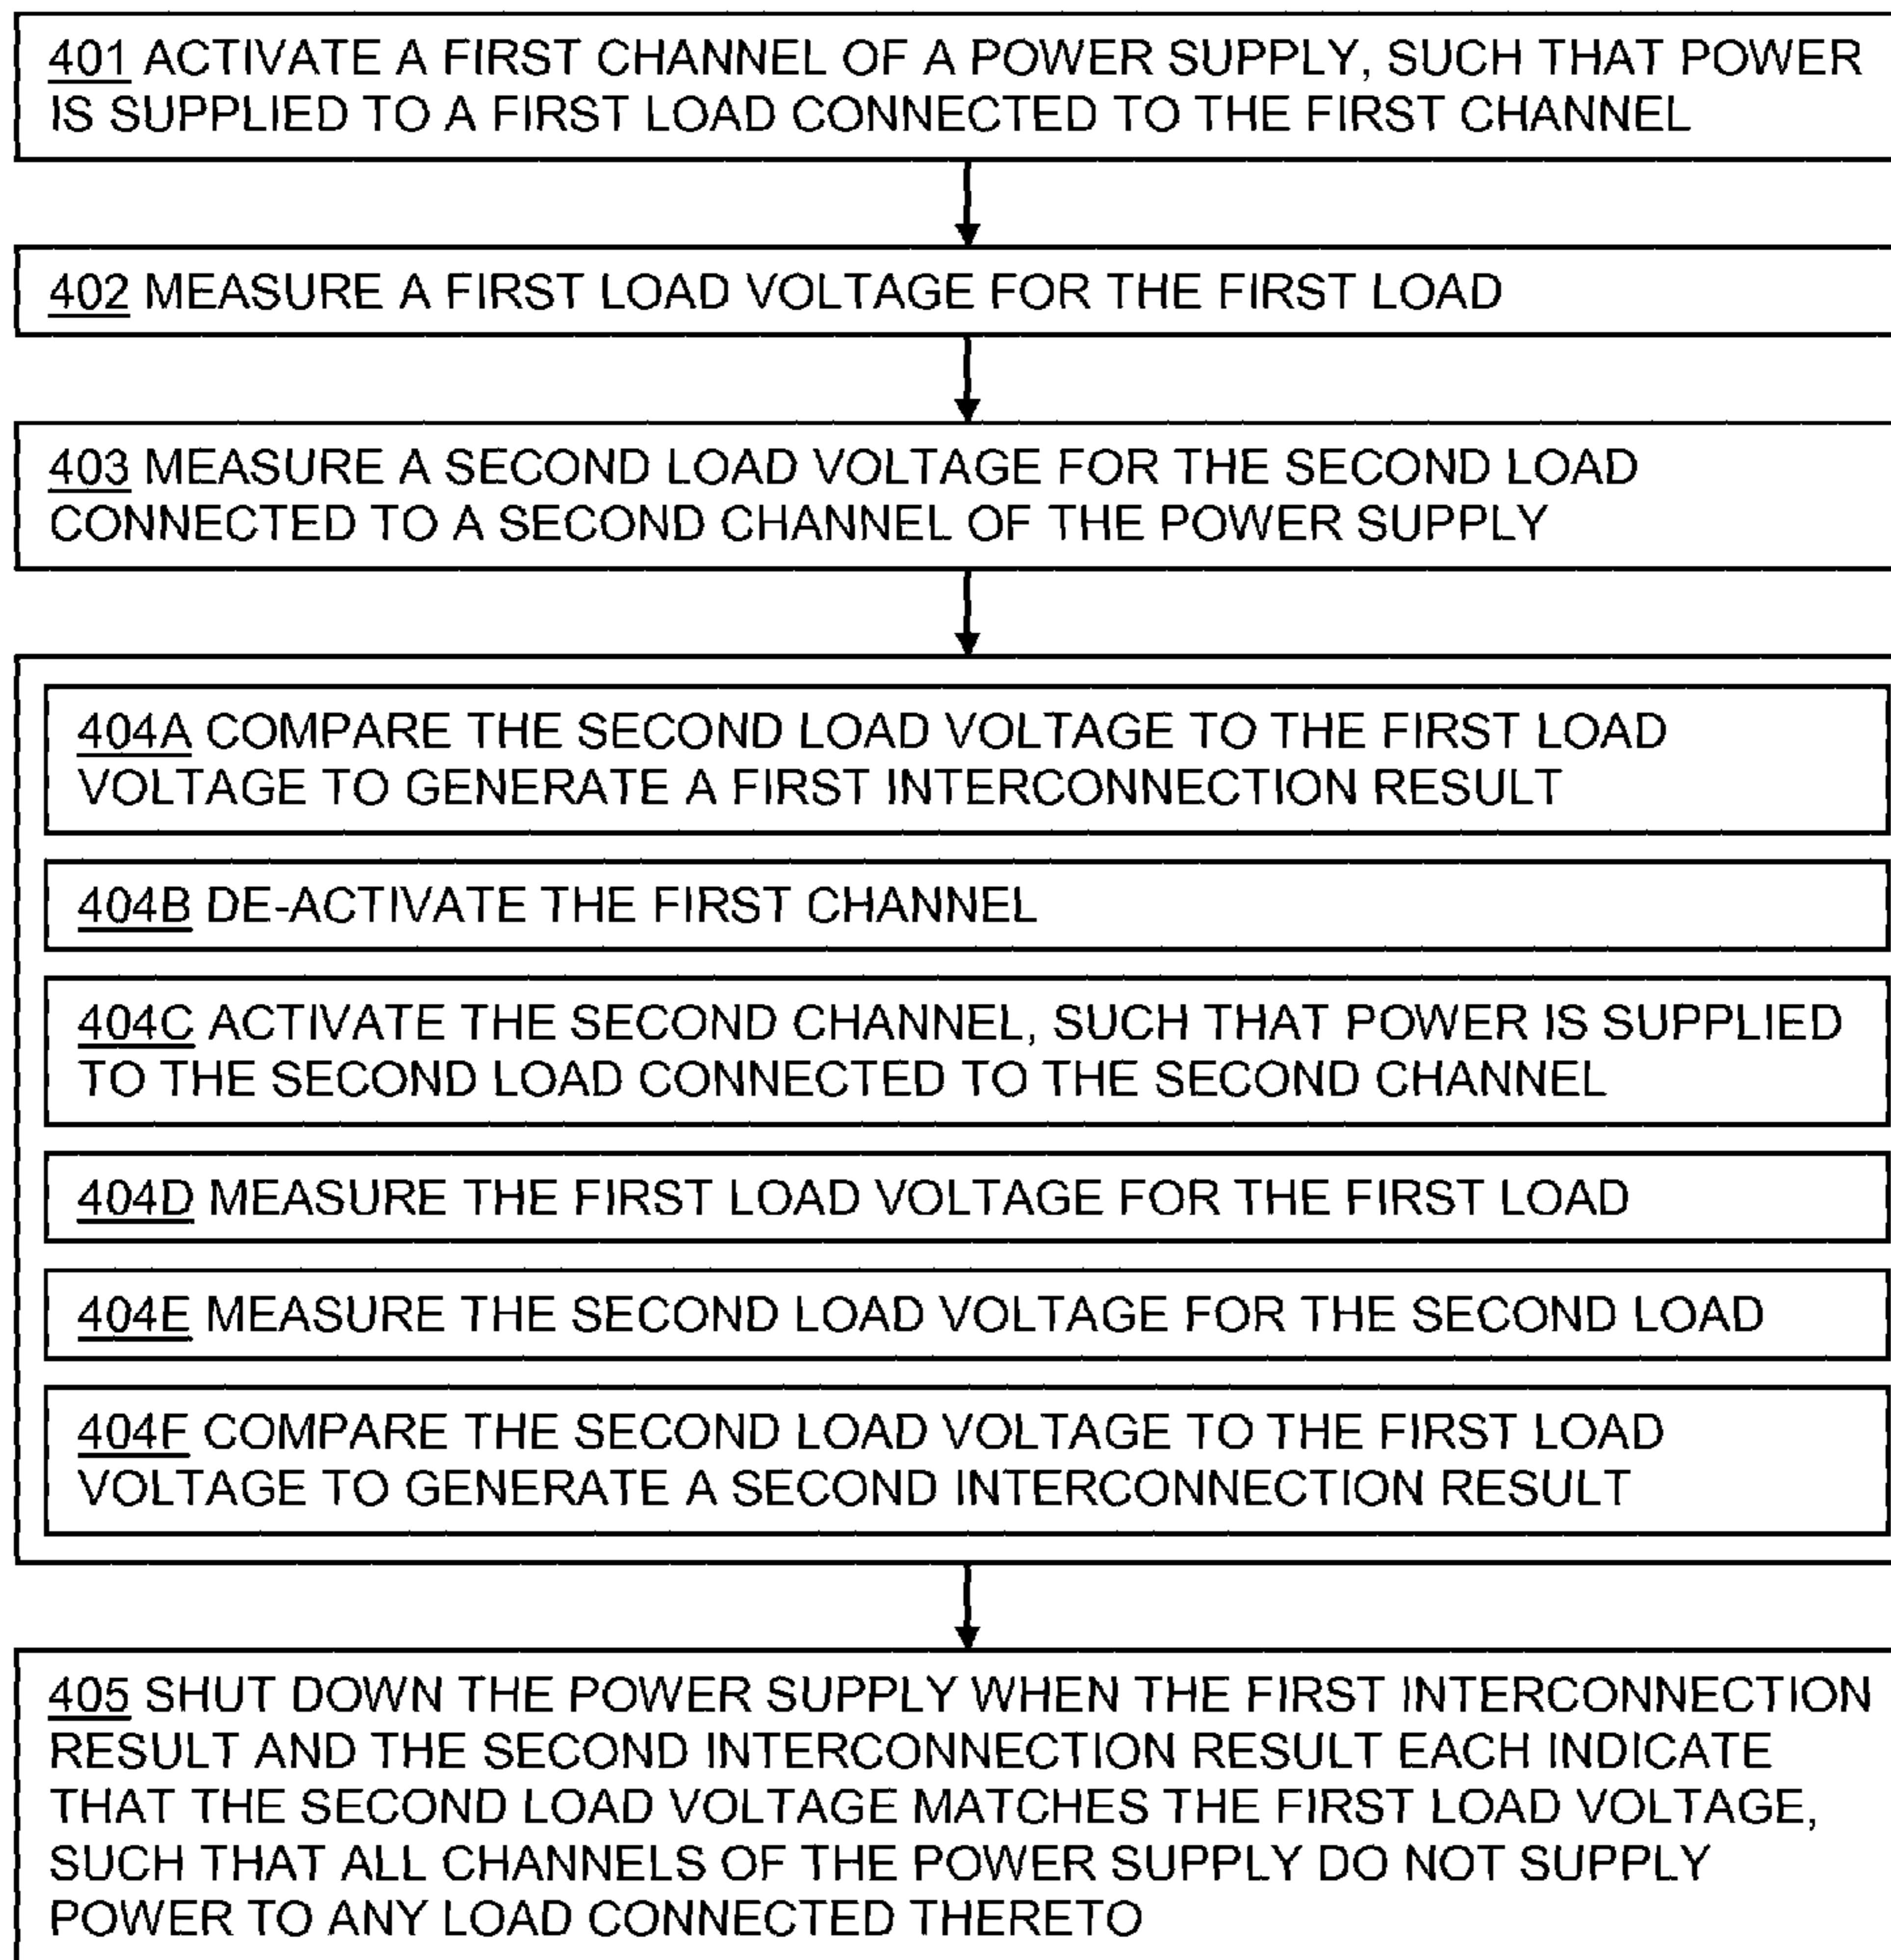 401 ACTIVATE A FIRST CHANNEL OF A POWER SUPPLY, SUCH THAT POWER
IS SUPPLIED TO A FIRST LOAD CONNECTED TO THE FIRST CHANNEL
402 MEASURE A FIRST LOAD VOLTAGE FOR THE FIRST LOAD
403 MEASURE A SECOND LOAD VOLTAGE FOR THE SECOND LOAD
CONNECTED TO A SECOND CHANNEL OF THE POWER SUPPLY
404A COMPARE THE SECOND LOAD VOLTAGE TO THE FIRST LOAD
VOLTAGE TO GENERATE A FIRST INTERCONNECTION RESULT
404B DE-ACTIVATE THE FIRST CHANNEL
404C ACTIVATE THE SECOND CHANNEL, SUCH THAT POWER IS SUPPLIED
TO THE SECOND LOAD CONNECTED TO THE SECOND CHANNEL
404D MEASURE THE FIRST LOAD VOLTAGE FOR THE FIRST LOAD
404E MEASURE THE SECOND LOAD VOLTAGE FOR THE SECOND LOAD
404F COMPARE THE SECOND LOAD VOLTAGE TO THE FIRST LOAD
VOLTAGE TO GENERATE A SECOND INTERCONNECTION RESULT
405 SHUT DOWN THE POWER SUPPLY WHEN THE FIRST INTERCONNECTION
RESULT AND THE SECOND INTERCONNECTION RESULT EACH INDICATE
THAT THE SECOND LOAD VOLTAGE MATCHES THE FIRST LOAD VOLTAGE,
SUCH THAT ALL CHANNELS OF THE POWER SUPPLY DO NOT SUPPLY
POWER TO ANY LOAD CONNECTED THERETO